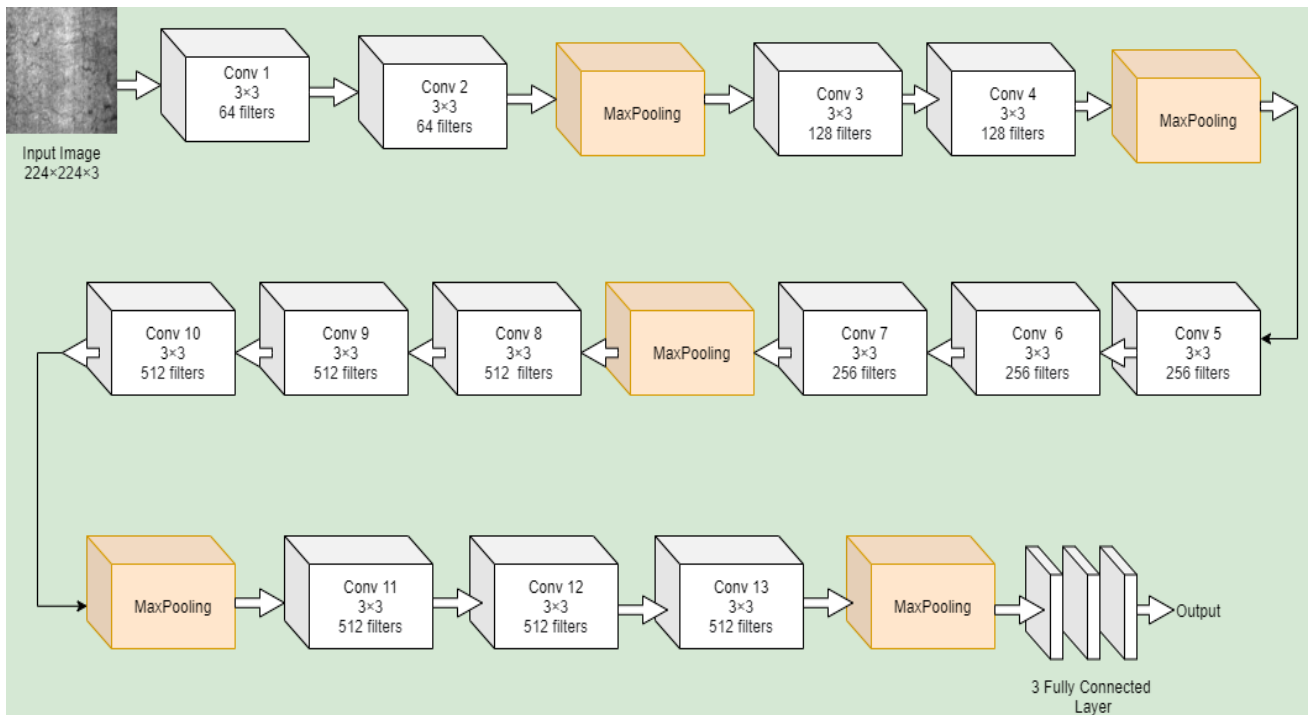 Input Image
224×224×3
Conv 1
3×3
64 filters
Conv 2
3×3
64 filters
MaxPooling
Conv 3
3×3
128 filters
Conv 4
3×3
128 filters
MaxPooling
Conv 5
3×3
256 filters
Conv 6
3×3
256 filters
Conv 7
3×3
256 filters
MaxPooling
Conv 8
3×3
512 filters
Conv 9
3×3
512 filters
Conv 10
3×3
512 filters
MaxPooling
Conv 11
3×3
512 filters
Conv 12
3×3
512 filters
Conv 13
3×3
512 filters
MaxPooling
3 Fully Connected
Layer
Output